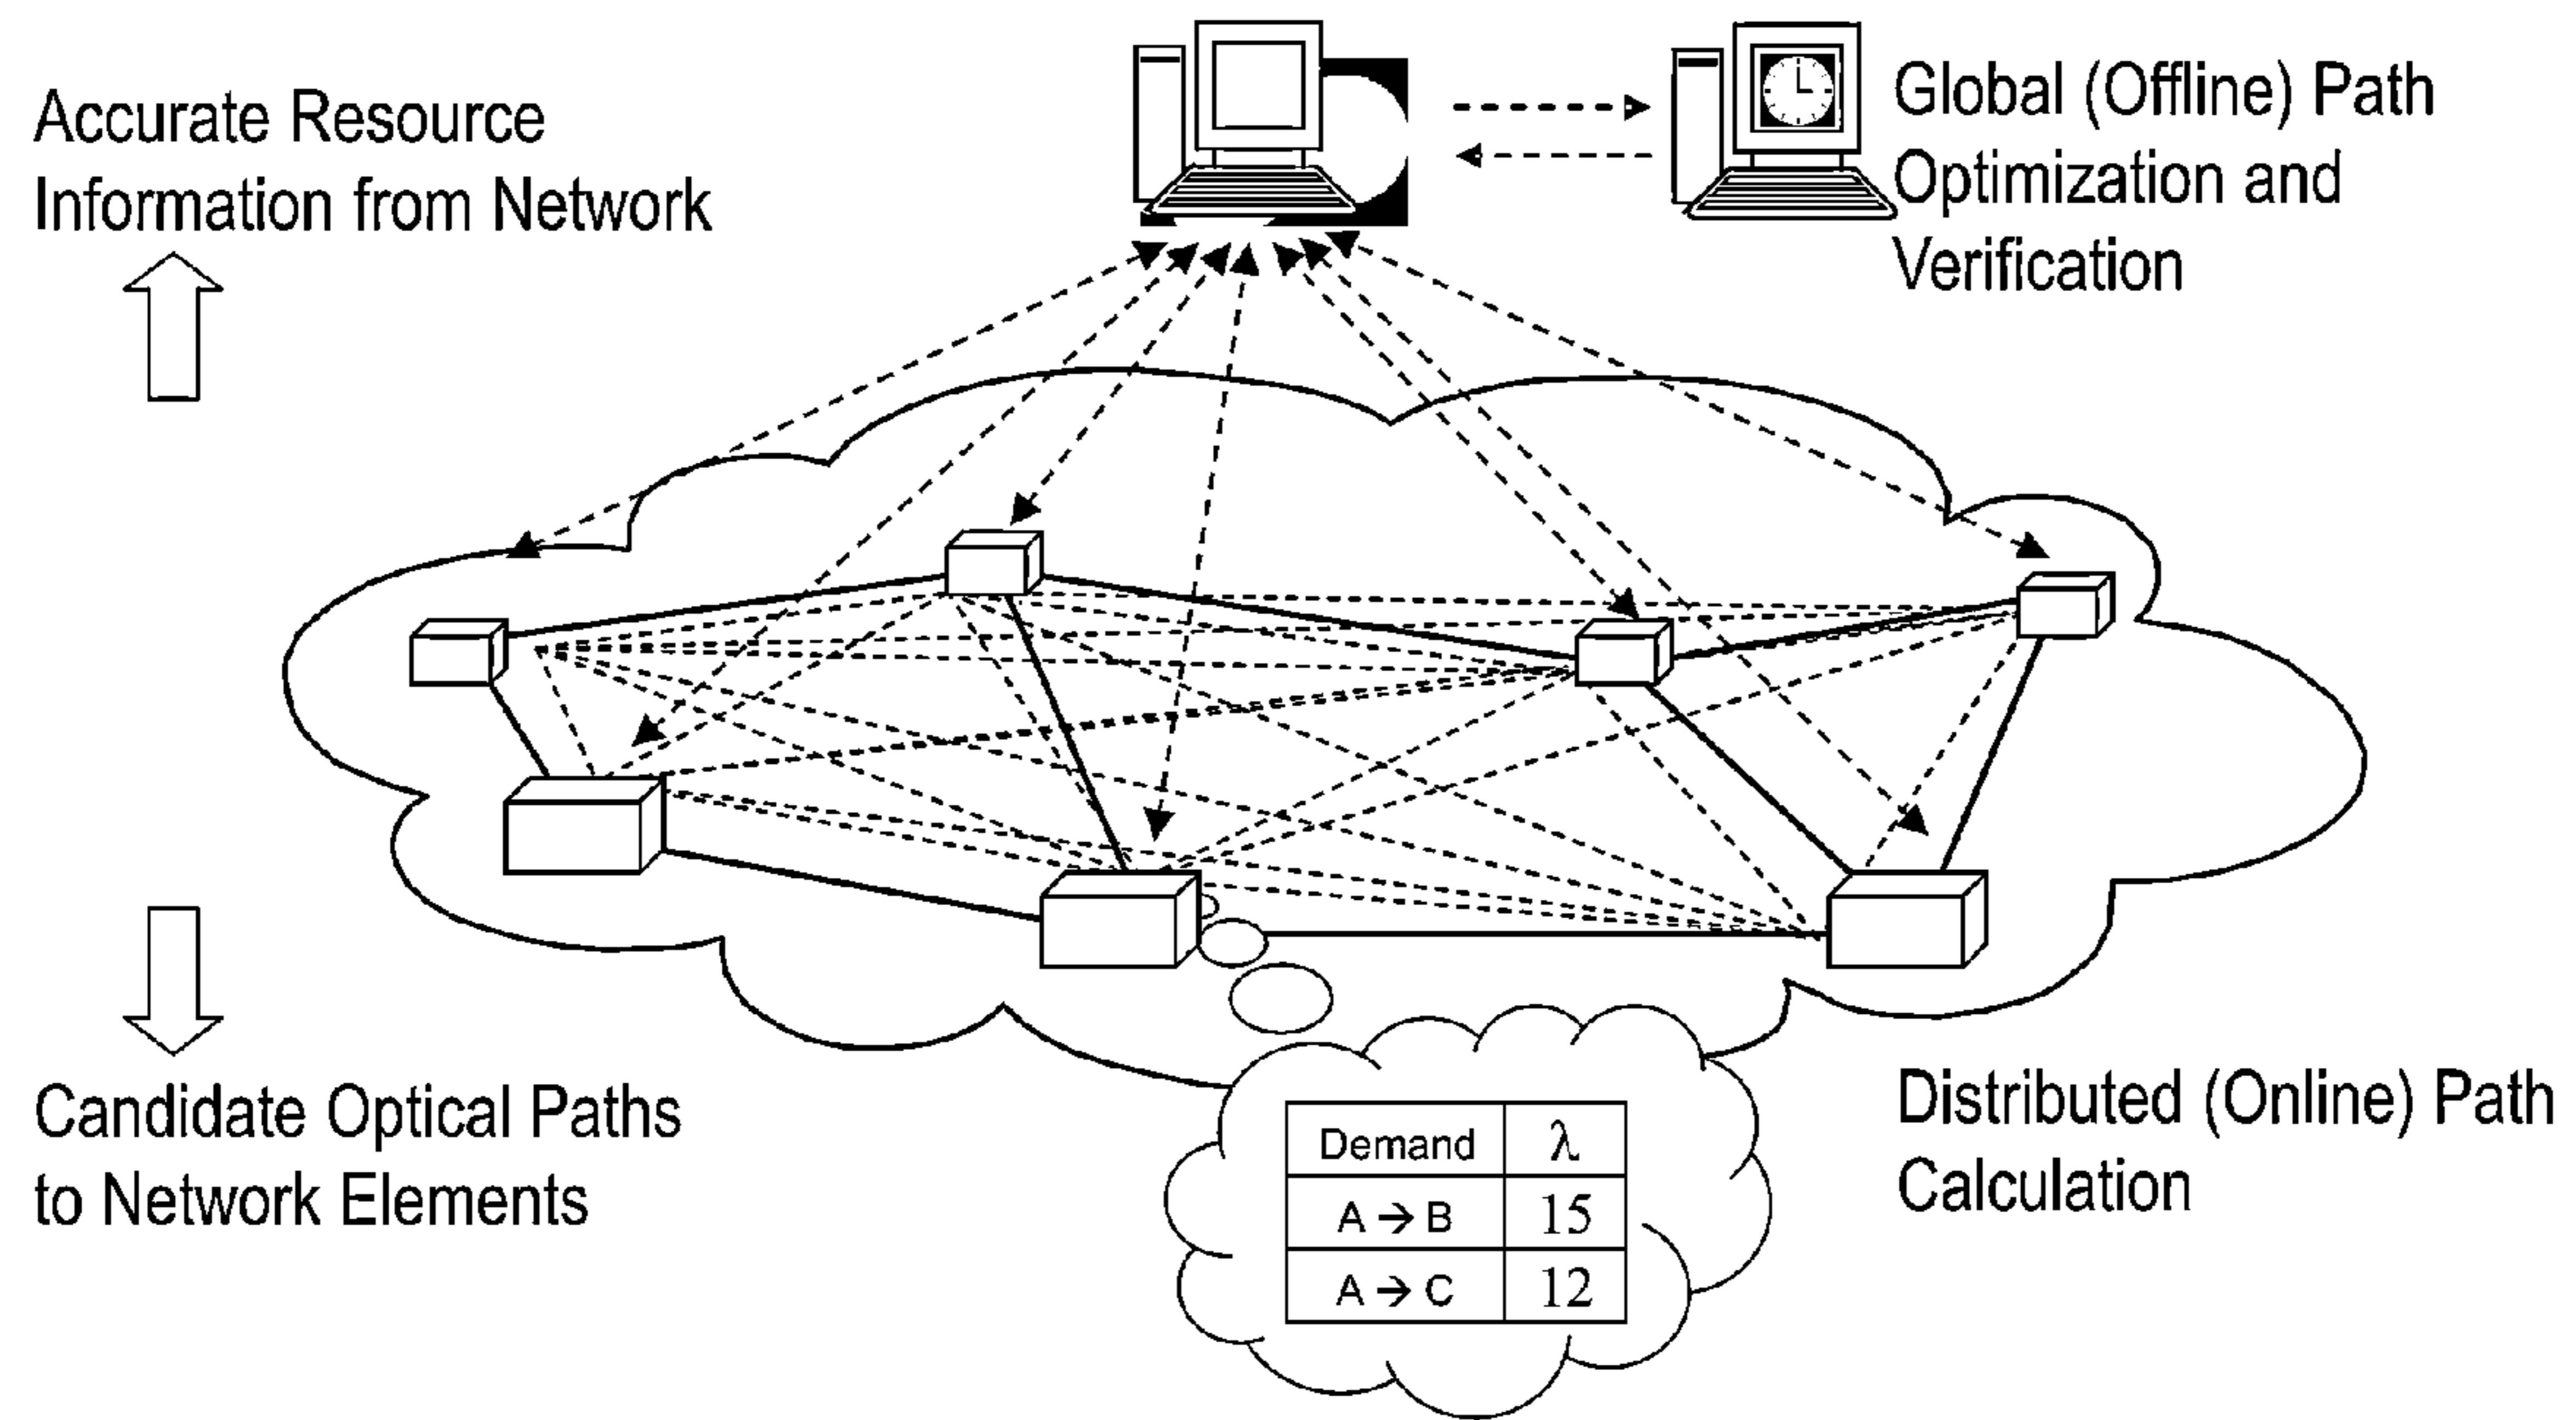 Accurate Resource
Information from Network
Global (Offline) Path
Optimization and
Verification
Candidate Optical Paths
to Network Elements
Demand λ
A → B 15
A → C 12
Distributed (Online) Path
Calculation